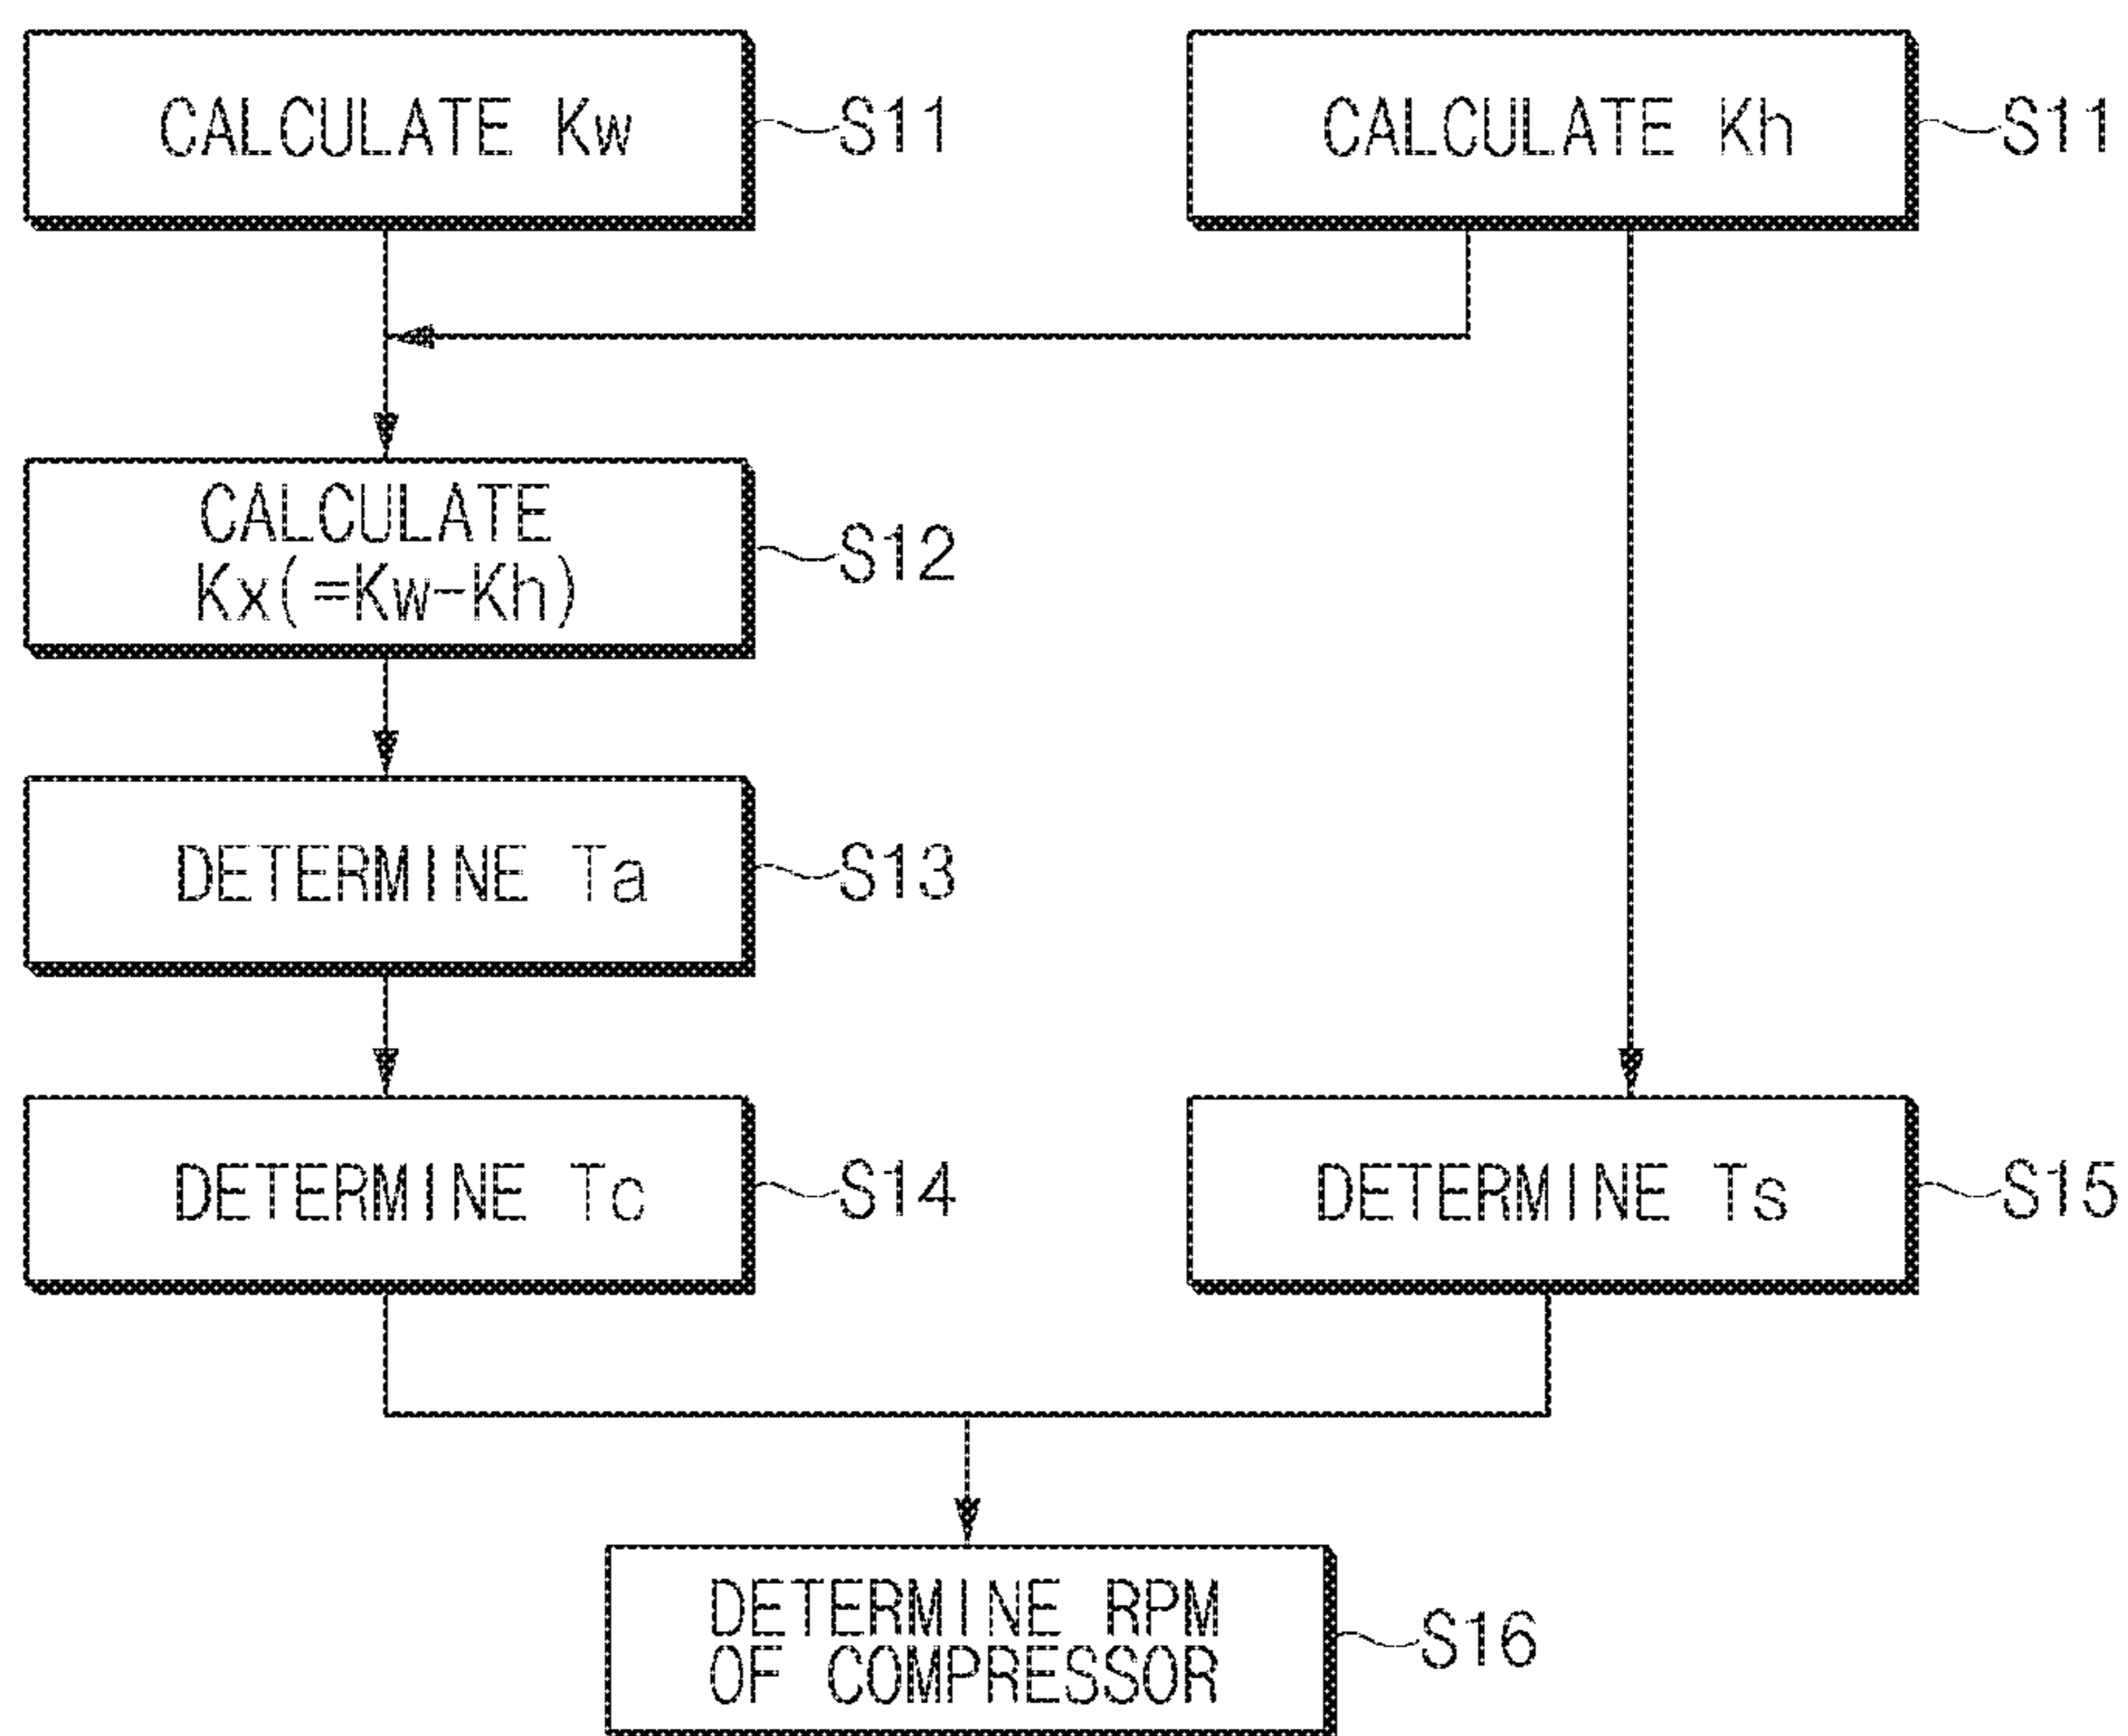 CALCULATE Kw
S11
CALCULATE Kh
S11
CALCULATE
Kx(=Kw-Kh)
S12
DETERMINE Ta
S13
DETERMINE Tc
S14
DETERMINE Ts
S15
DETERMINE RPM
OF COMPRESSOR
S16